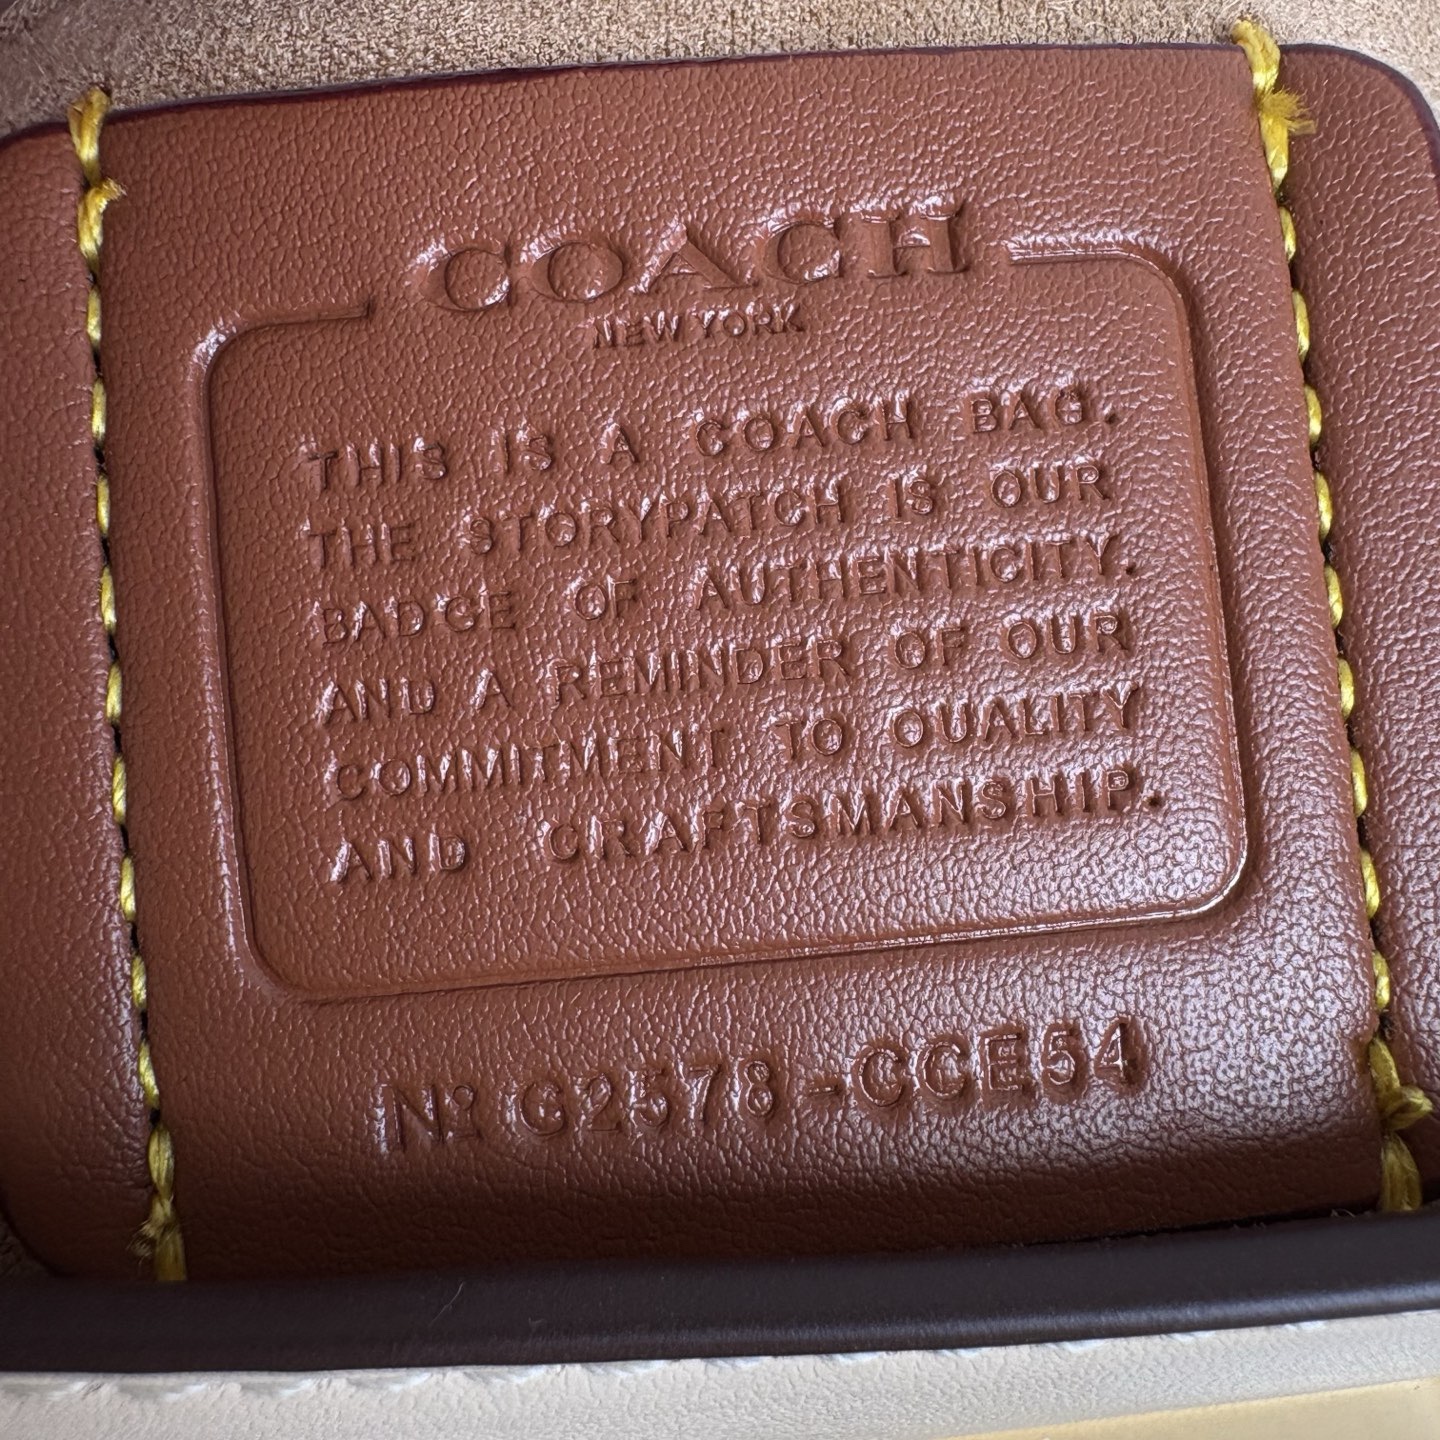 COACH
NEW YORK
THIS IS A COACH BAG.
THE STORYPATCH IS OUR
BADGE OF AUTHENTICITY.
AND A REMINDER OF OUR
COMMITMENT TO QUALITY
AND CRAFTSMANSHIP.
Nº C2578-CCE54